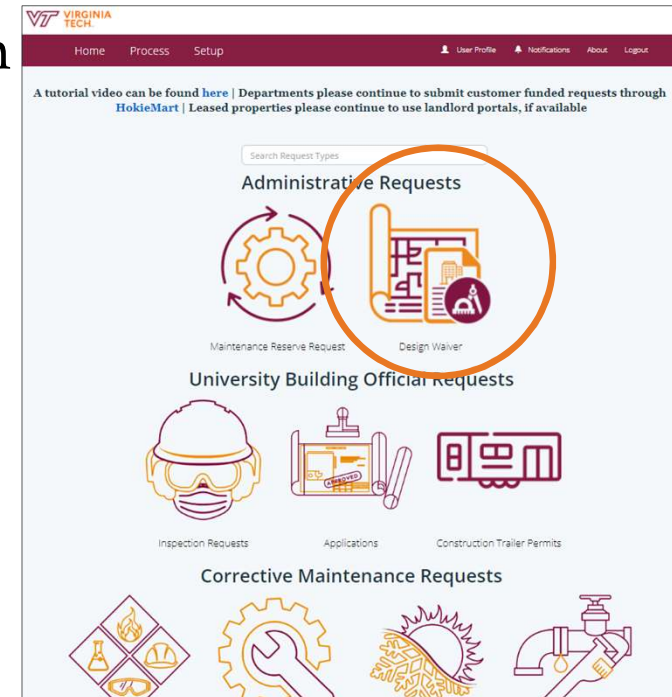 n
VT VIRGINIA
TECH
Home Process Setup User Profile Notifications About Logout
A tutorial video can be found here | Departments please continue to submit customer funded requests through
HokieMart | Leased properties please continue to use landlord portals, if available
Search Request Types
Administrative Requests
Maintenance Reserve Request Design Waiver
University Building Official Requests
APPROVED
Inspection Requests Applications Construction Trailer Permits
Corrective Maintenance Requests